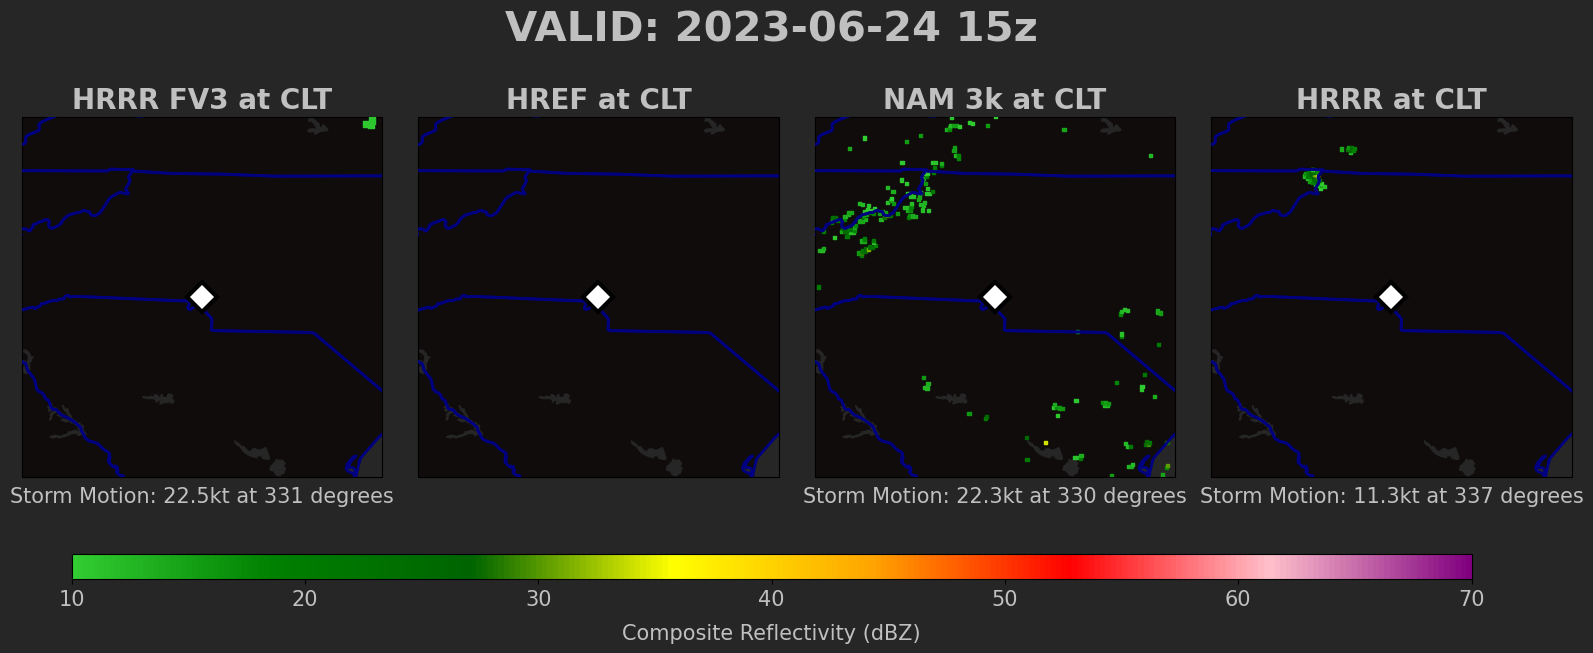 VALID: 2023-06-24 15z
HRRR FV3 at CLT
HREF at CLT
NAM 3k at CLT
HRRR at CLT
Storm Motion: 22.5kt at 331 degrees
Storm Motion: 22.3kt at 330 degrees
Storm Motion: 11.3kt at 337 degrees
10 20 30 40 50 60 70
Composite Reflectivity (dBZ)